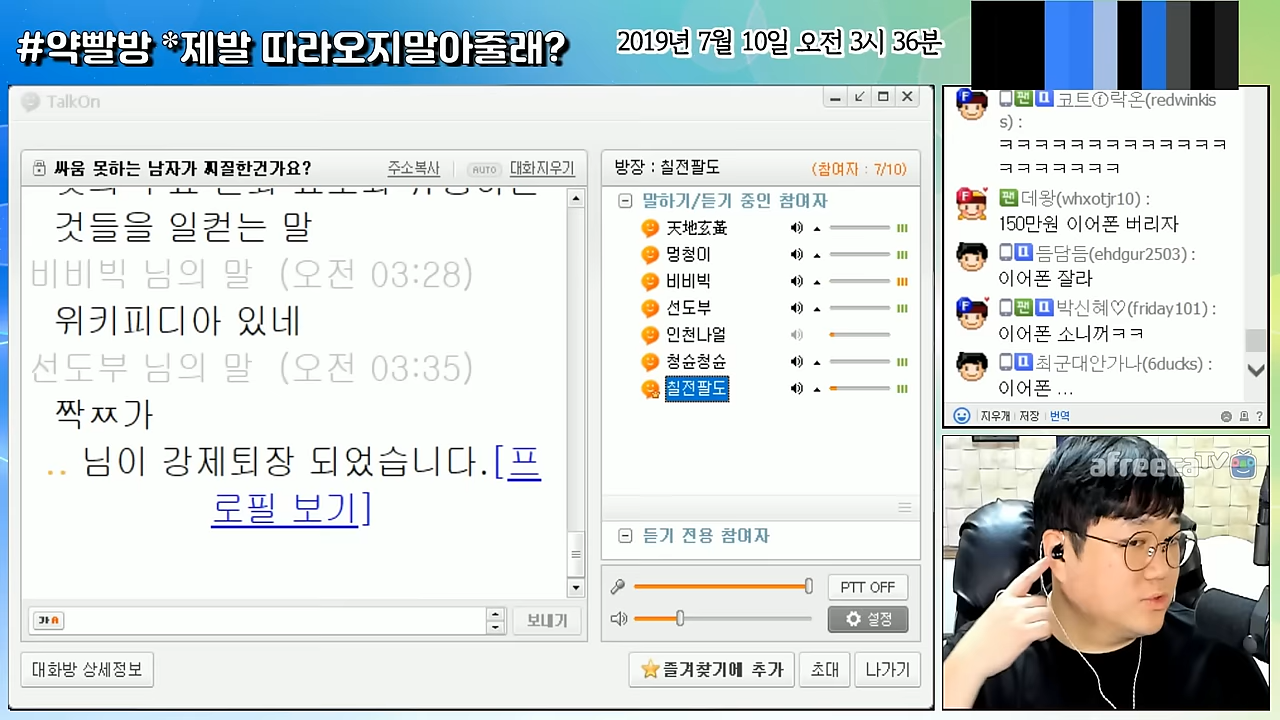 #약빨방 *제발 따라오지말아줄래?
2019년 7월 10일 오전 3시 36분
TalkOn
싸움 못하는 남자가 찌질한건가요?
주소복사
AUTO
대화지우기
것들을 일컫는 말
비비빅 님의 말 (오전 03:28)
위키피디아 있네
선도부 님의 말 (오전 03:35)
짝ㅉ가
.. 님이 강제퇴장 되었습니다.[프
로필 보기]
가A
보내기
대화방 상세정보
방장 : 칠전팔도
(참여자 : 7/10)
말하기/듣기 중인 참여자
天地玄黃
멍청이
비비빅
선도부
인천나얼
청슌청슌
칠전팔도
듣기 전용 참여자
PTT OFF
설정
즐겨찾기에 추가
초대
나가기
F 팬 코트ⓕ락온(redwinkis
s) :
ㅋㅋㅋㅋㅋㅋㅋㅋㅋㅋㅋㅋㅋ
ㅋㅋㅋㅋㅋㅋㅋ
팬 데왕(whxotjr10) :
150만원 이어폰 버리자
듬담듬(ehdgur2503) :
이어폰 잘라
F 팬 박신혜♡(friday101) :
이어폰 소니꺼ㅋㅋ
최군대안가나(6ducks) :
이어폰 ...
지우개
저장
번역
?
afreecaTV